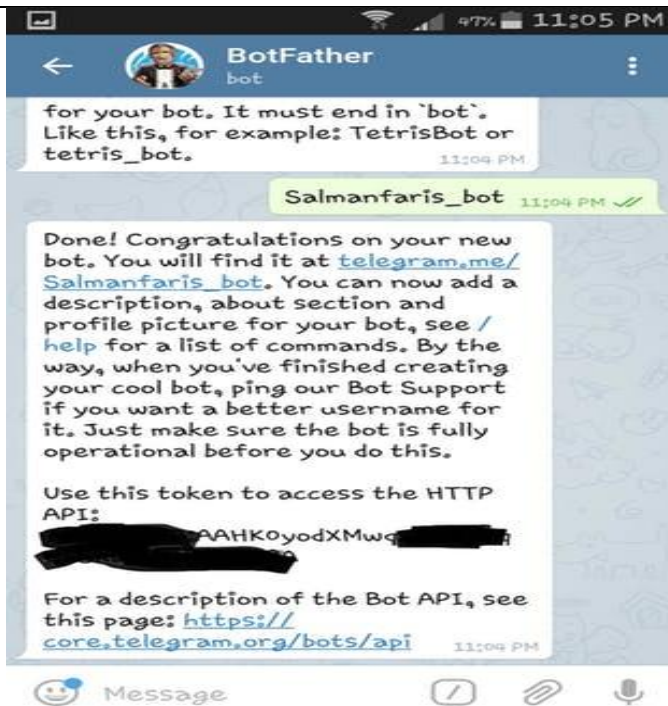 47% 11:05 PM
BotFather
bot
for your bot. It must end in `bot`.
Like this, for example: TetrisBot or
tetris_bot.
11:04 PM
Salmanfaris_bot 11:04 PM
Done! Congratulations on your new
bot. You will find it at telegram.me/
Salmanfaris_bot. You can now add a
description, about section and
profile picture for your bot, see /
help for a list of commands. By the
way, when you've finished creating
your cool bot, ping our Bot Support
if you want a better username for
it. Just make sure the bot is fully
operational before you do this.
Use this token to access the HTTP
API:
For a description of the Bot API, see
this page: https://
core.telegram.org/bots/api 11:04 PM
Message